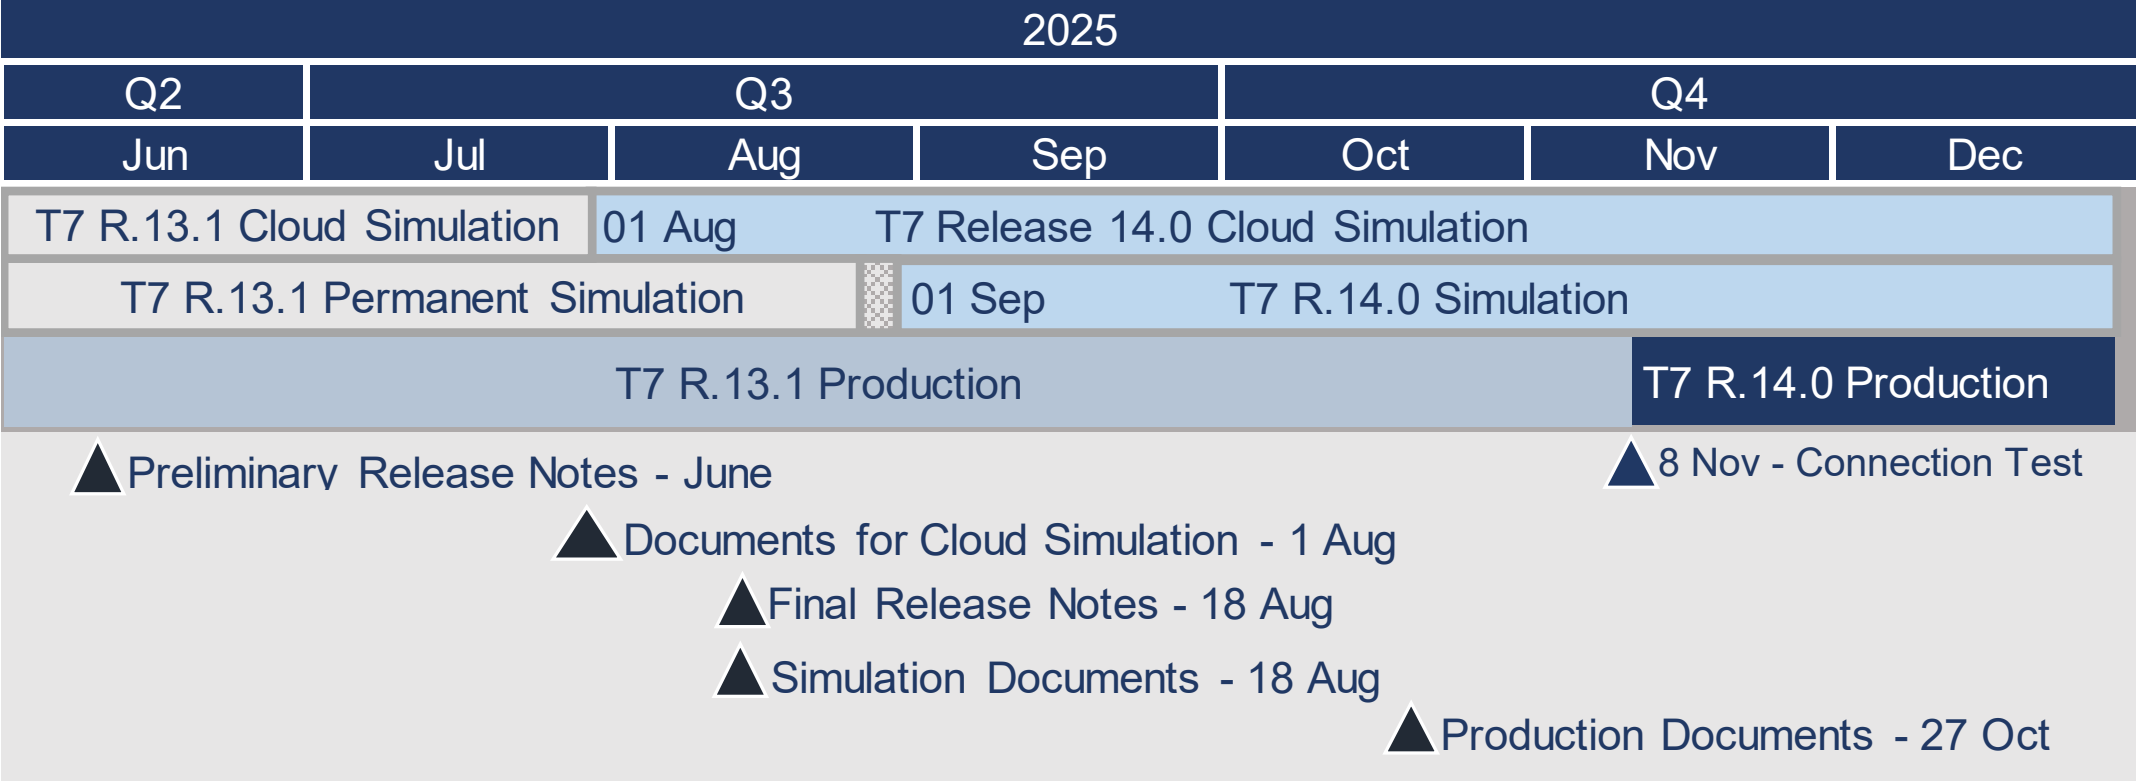 2025
Q2 Q3 Q4
Jun Jul Aug Sep Oct Nov Dec
T7 R.13.1 Cloud Simulation 01 Aug T7 Release 14.0 Cloud Simulation
T7 R.13.1 Permanent Simulation 01 Sep T7 R.14.0 Simulation
T7 R.13.1 Production T7 R.14.0 Production
Preliminary Release Notes - June 8 Nov - Connection Test
Documents for Cloud Simulation - 1 Aug
Final Release Notes - 18 Aug
Simulation Documents - 18 Aug
Production Documents - 27 Oct